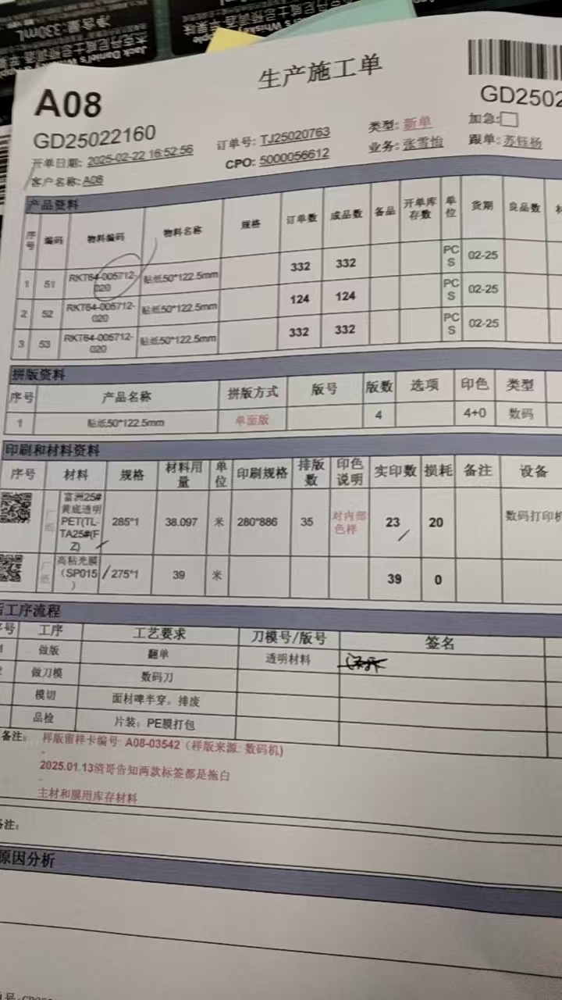 净含量:330mL
生产施工单
A08
GD2502
GD25022160
订单号: TJ25020763
类型: 新单
加急:
开单日期: 2025-02-22 16:52:56
CPO: 5000056612
业务: 张雪怡
跟单: 苏钰杨
客户名称: A08
产品资料
序号 编码 物料编码 物料名称 规格 订单数 成品数 备品 开单库存数 单位 货期 良品数
1 51 RKT64-005712-020 贴纸50*122.5mm 332 332 PCS 02-25
2 52 RKT64-005712-020 贴纸50*122.5mm 124 124 PCS 02-25
3 53 RKT64-005712-020 贴纸50*122.5mm 332 332 PCS 02-25
拼版资料
序号 产品名称 拼版方式 版号 版数 选项 印色 类型
1 贴纸50*122.5mm 单面版 4 4+0 数码
印刷和材料资料
序号 材料 规格 材料用量 单位 印刷规格 排版数 印色说明 实印数 损耗 备注 设备
富洲25#黄底透明PET(TL-TA25#(FZ) 285*1 38.097 米 280*886 35 对内部色样 23 20 数码打印机
高粘光膜(SP015) 275*1 39 米 39 0
工序流程
工序 工艺要求 刀模号/版号 签名
做版 翻单 透明材料
做刀模 数码刀
模切 面材啤半穿，排废
品检 片装；PE膜打包
备注: 样版留样卡编号: A08-03542（样版来源: 数码机)
2025.01.13洛哥告知两款标签都是拖白
主材和膜用库存材料
备注:
原因分析